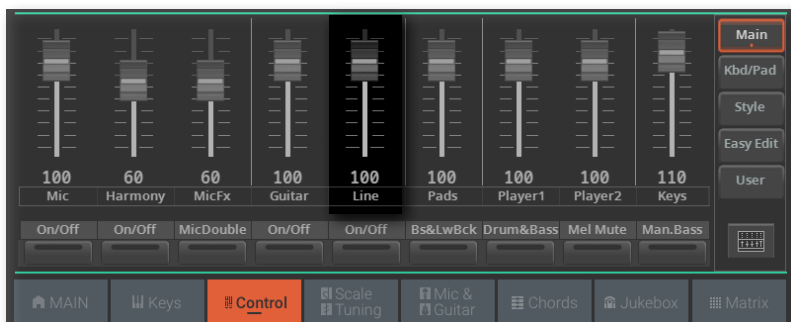 100 60 60 100 100 100 100 100 110
Mic Harmony MicFx Guitar Line Pads Player1 Player2 Keys
On/Off On/Off MicDouble On/Off On/Off Bs&LwBck Drum&Bass Mel Mute Man.Bass
Main
Kbd/Pad
Style
Easy Edit
User
MAIN Keys Control Scale Tuning Mic & Guitar Chords Jukebox Matrix